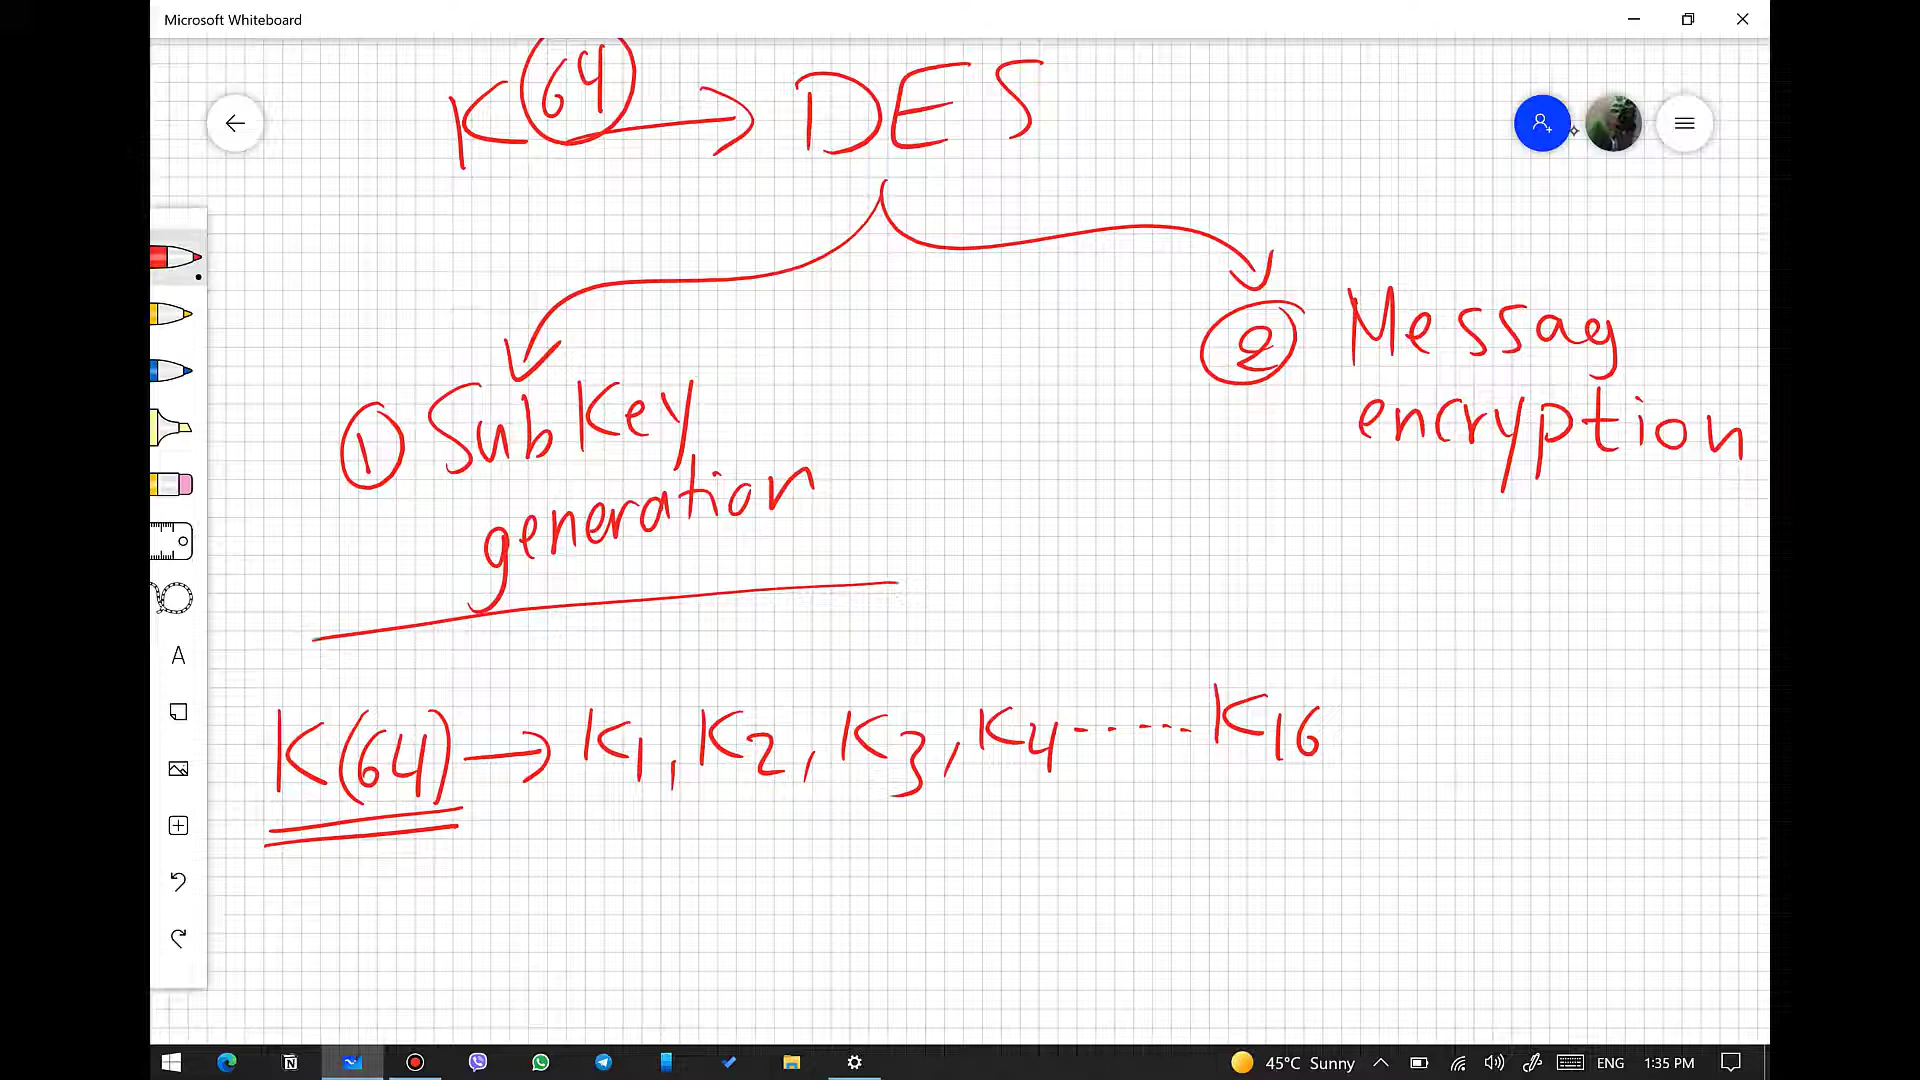 Microsoft Whiteboard
K 64 → DES
① Subkey
generation
② Messag
encryption
K(64) → K1, K2, K3, K4 ...... K16
A
45°C Sunny
ENG
1:35 PM